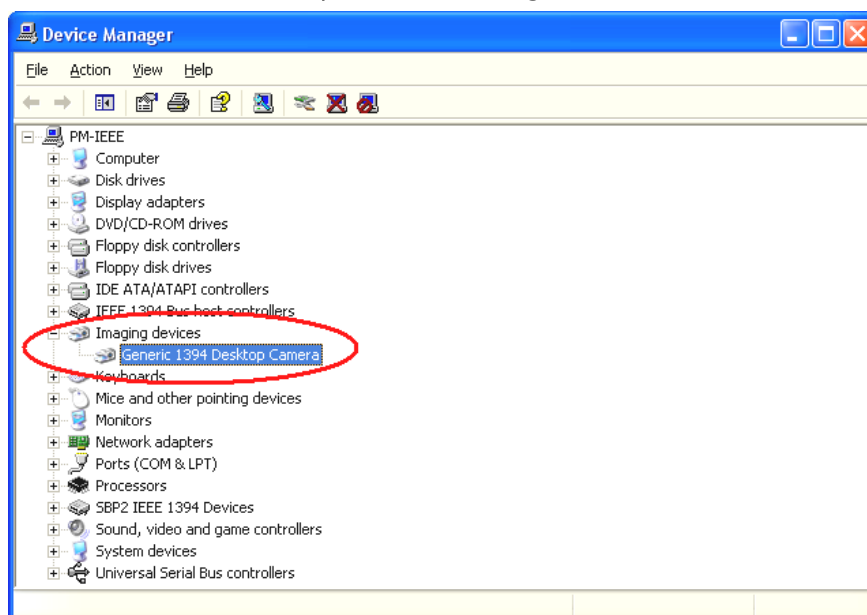 Device Manager
File Action View Help
PM-IEEE
Computer
Disk drives
Display adapters
DVD/CD-ROM drives
Floppy disk controllers
Floppy disk drives
IDE ATA/ATAPI controllers
IEEE 1394 Bus host controllers
Imaging devices
Generic 1394 Desktop Camera
Keyboards
Mice and other pointing devices
Monitors
Network adapters
Ports (COM & LPT)
Processors
SBP2 IEEE 1394 Devices
Sound, video and game controllers
System devices
Universal Serial Bus controllers